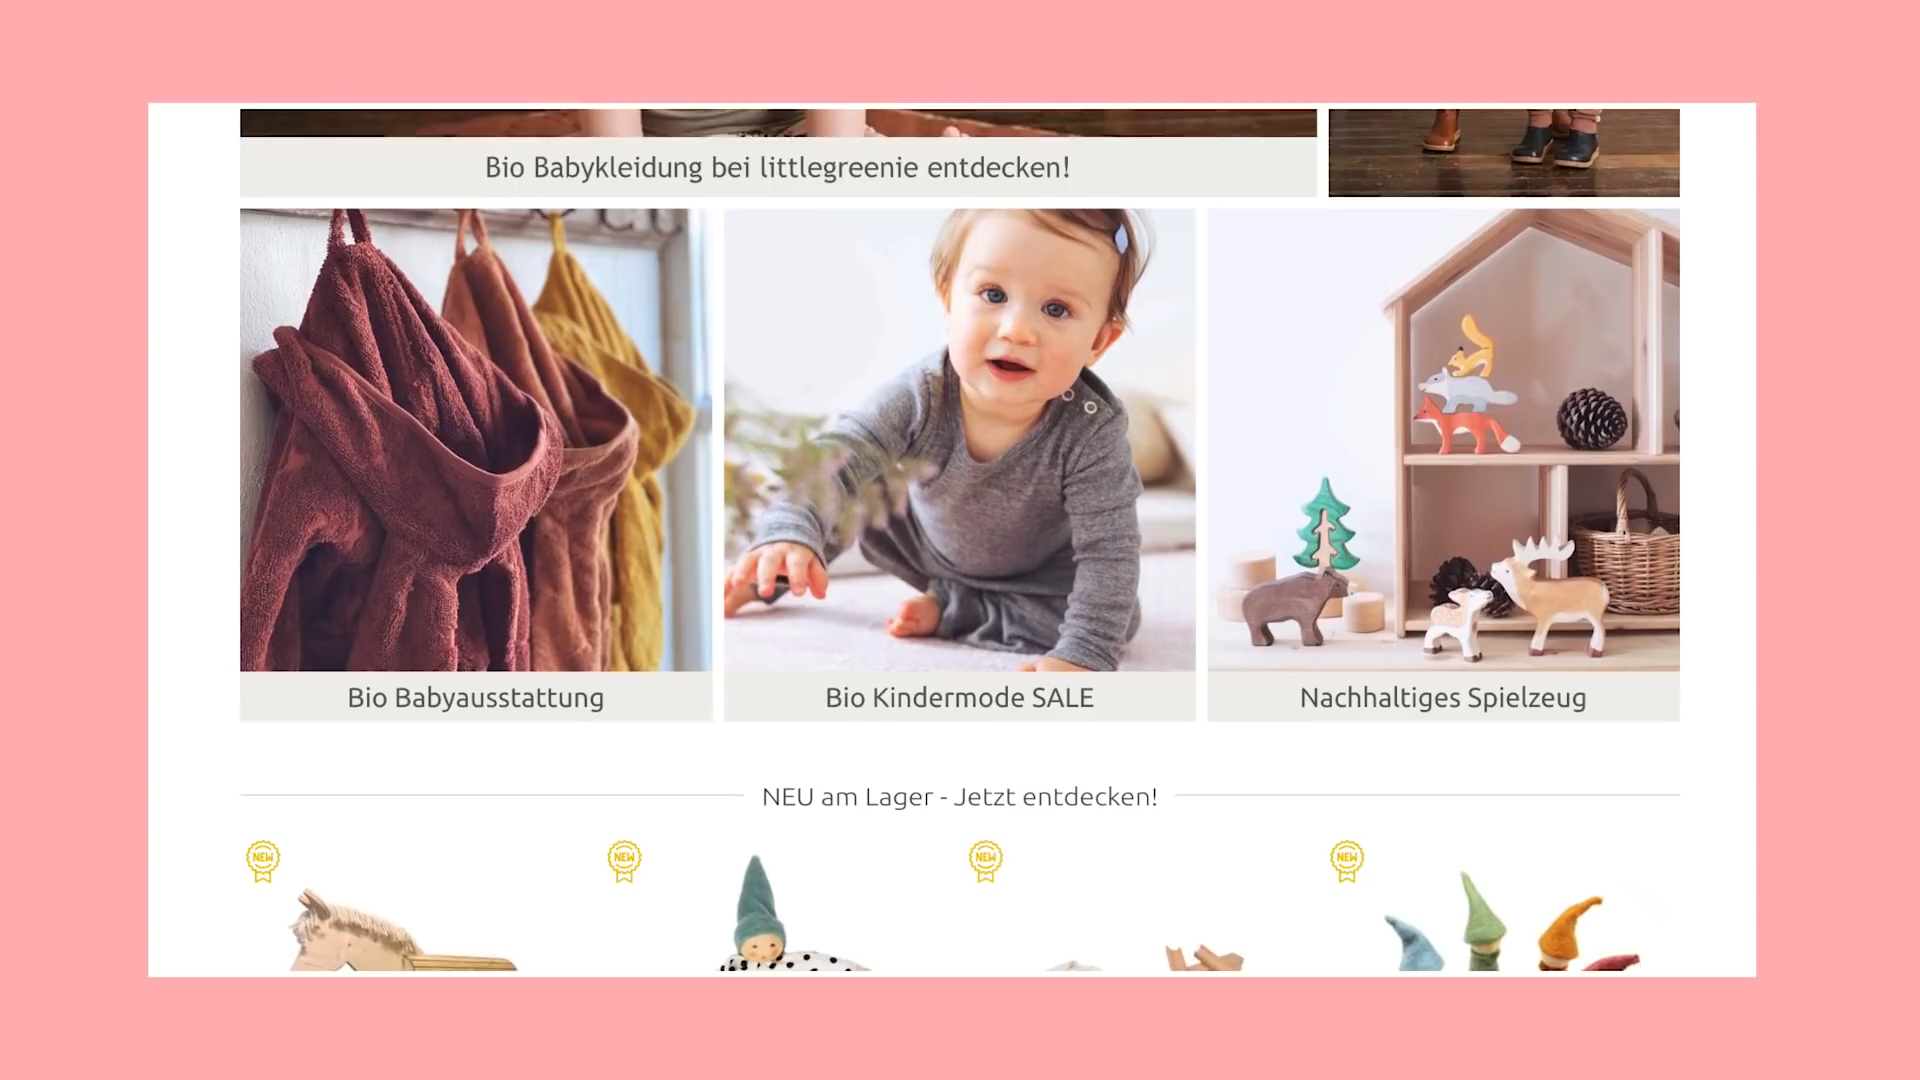 Bio Babykleidung bei littlegreenie entdecken!
Bio Babyausstattung
Bio Kindermode SALE
Nachhaltiges Spielzeug
NEU am Lager - Jetzt entdecken!
NEW
NEW
NEW
NEW